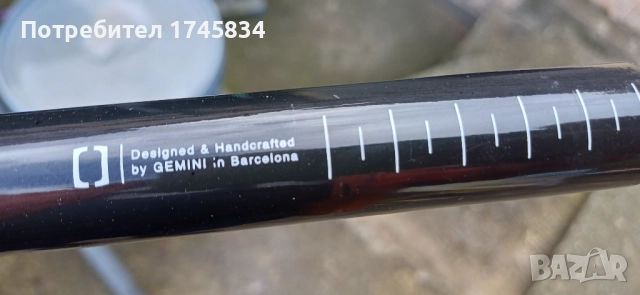 Потребител 1745834
Designed & Handcrafted
by GEMINI in Barcelona
BAZAR